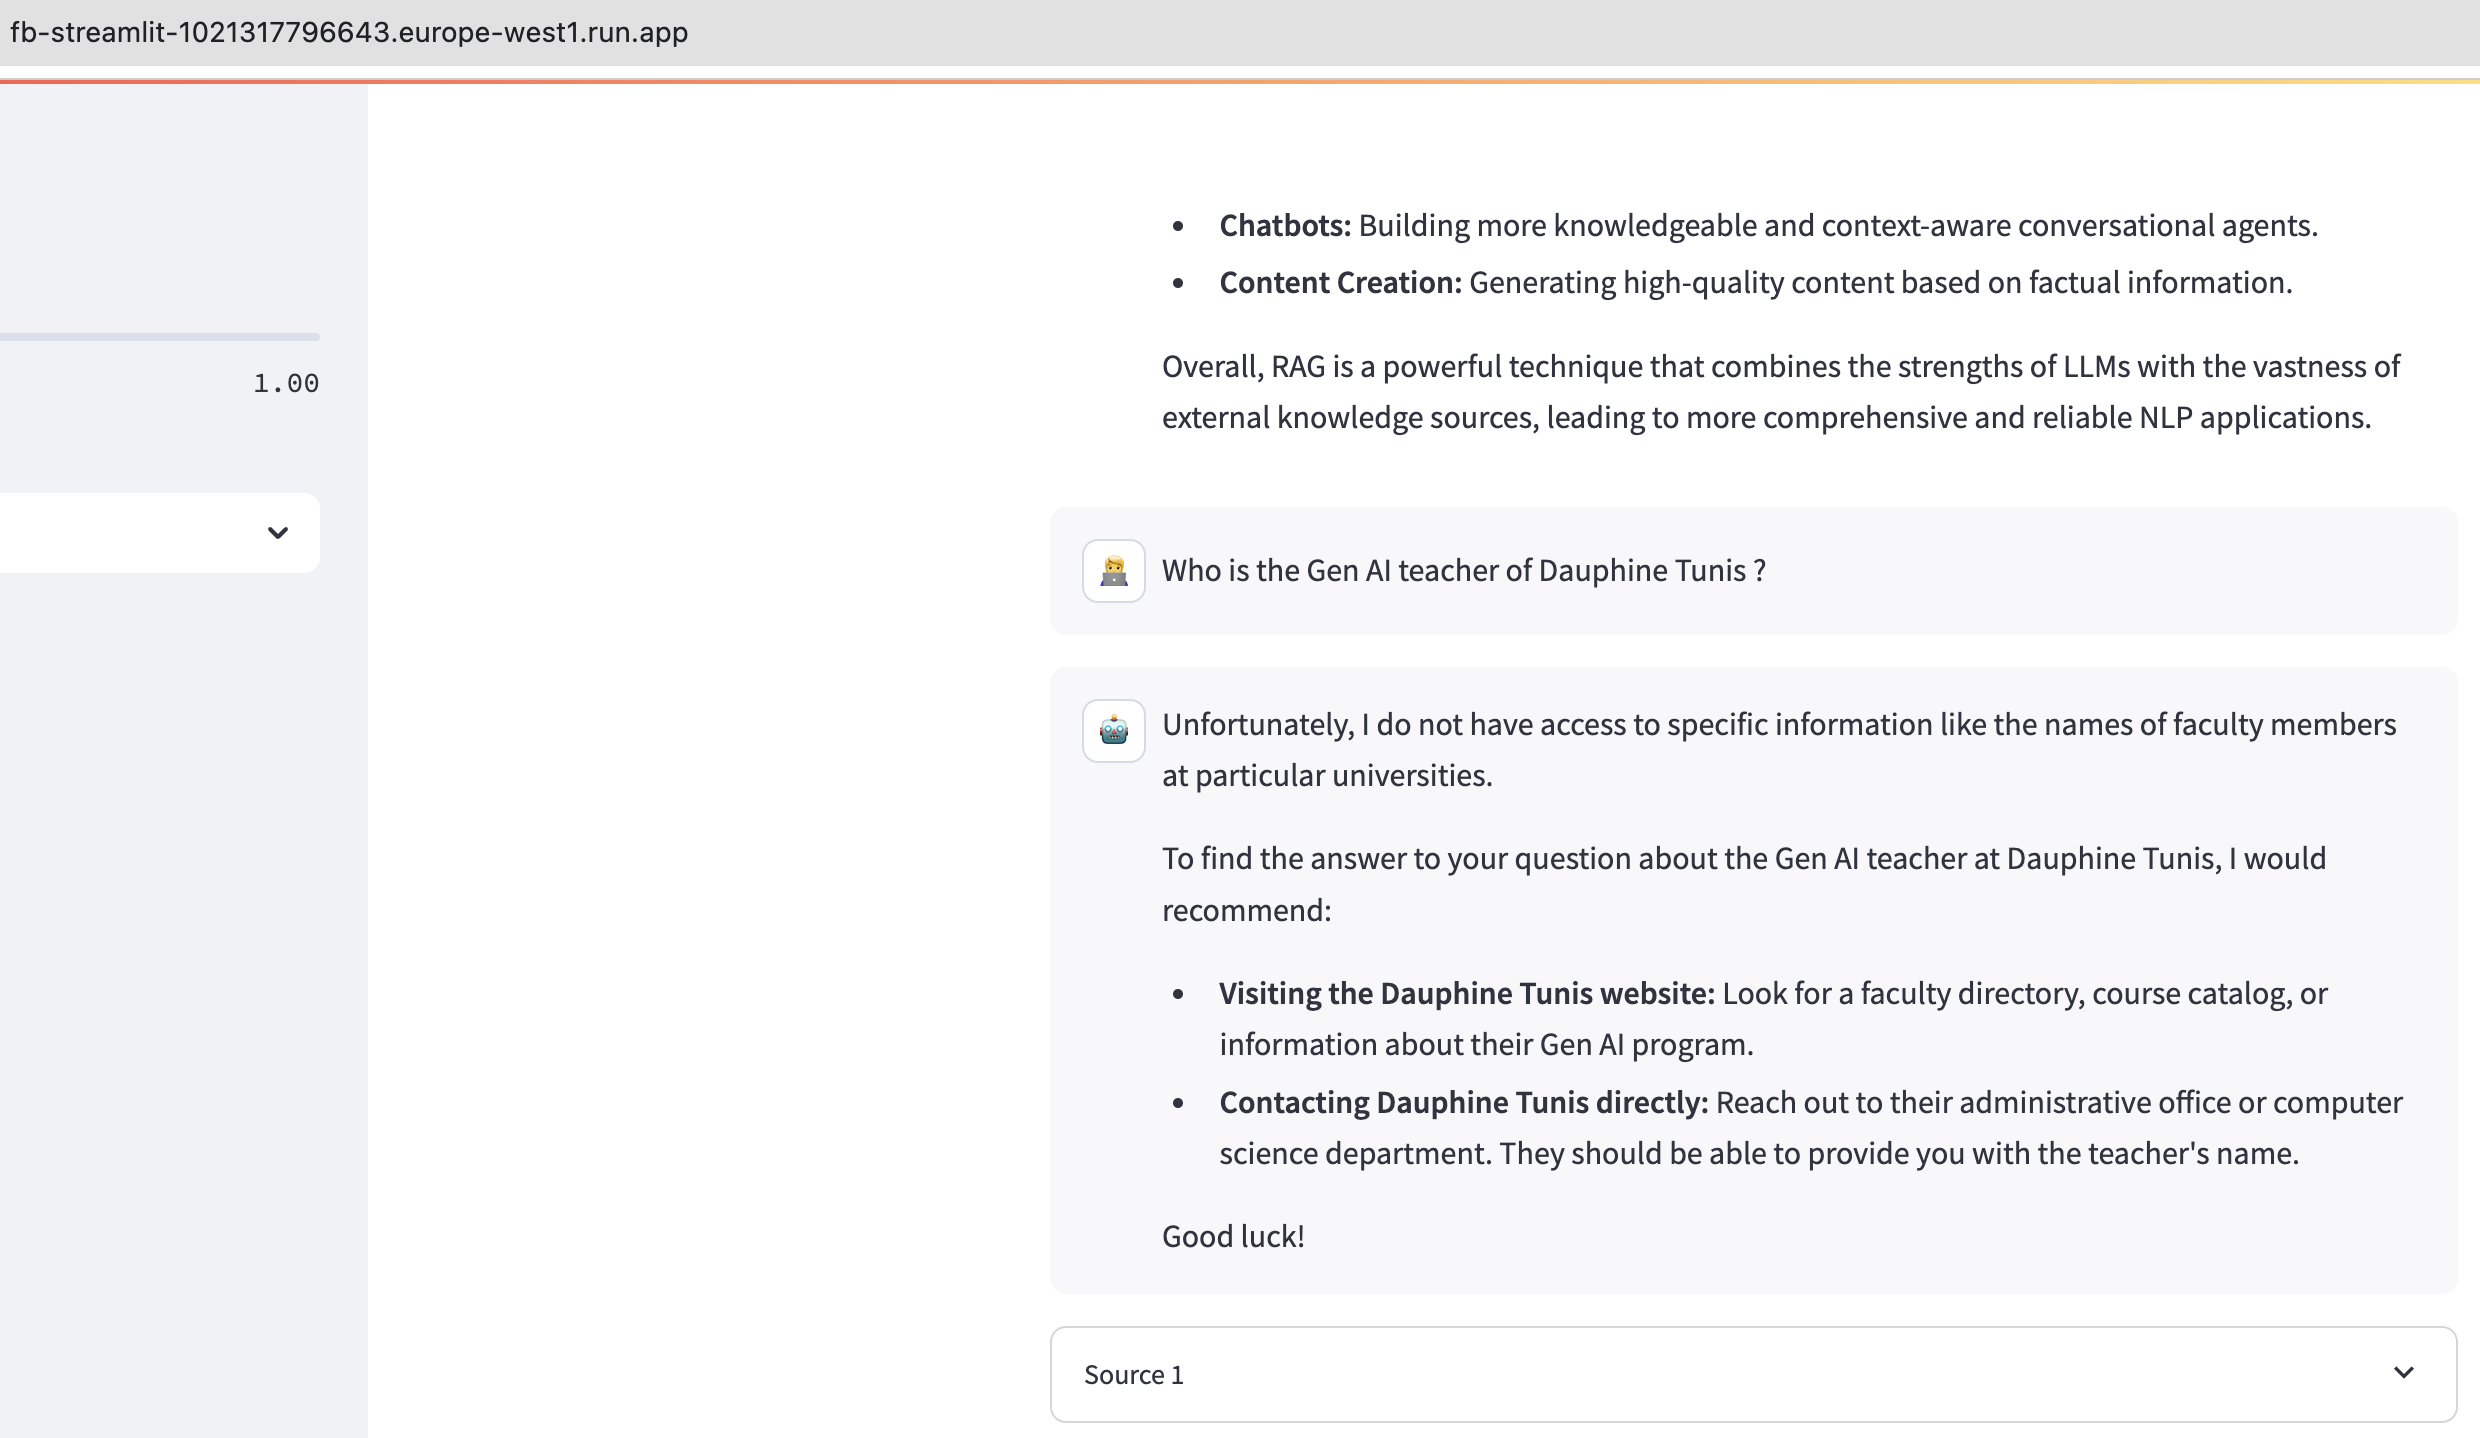 fb-streamlit-1021317796643.europe-west1.run.app
1.00
Chatbots: Building more knowledgeable and context-aware conversational agents.
Content Creation: Generating high-quality content based on factual information.
Overall, RAG is a powerful technique that combines the strengths of LLMs with the vastness of
external knowledge sources, leading to more comprehensive and reliable NLP applications.
Who is the Gen AI teacher of Dauphine Tunis ?
Unfortunately, I do not have access to specific information like the names of faculty members
at particular universities.
To find the answer to your question about the Gen AI teacher at Dauphine Tunis, I would
recommend:
Visiting the Dauphine Tunis website: Look for a faculty directory, course catalog, or
information about their Gen AI program.
Contacting Dauphine Tunis directly: Reach out to their administrative office or computer
science department. They should be able to provide you with the teacher's name.
Good luck!
Source 1